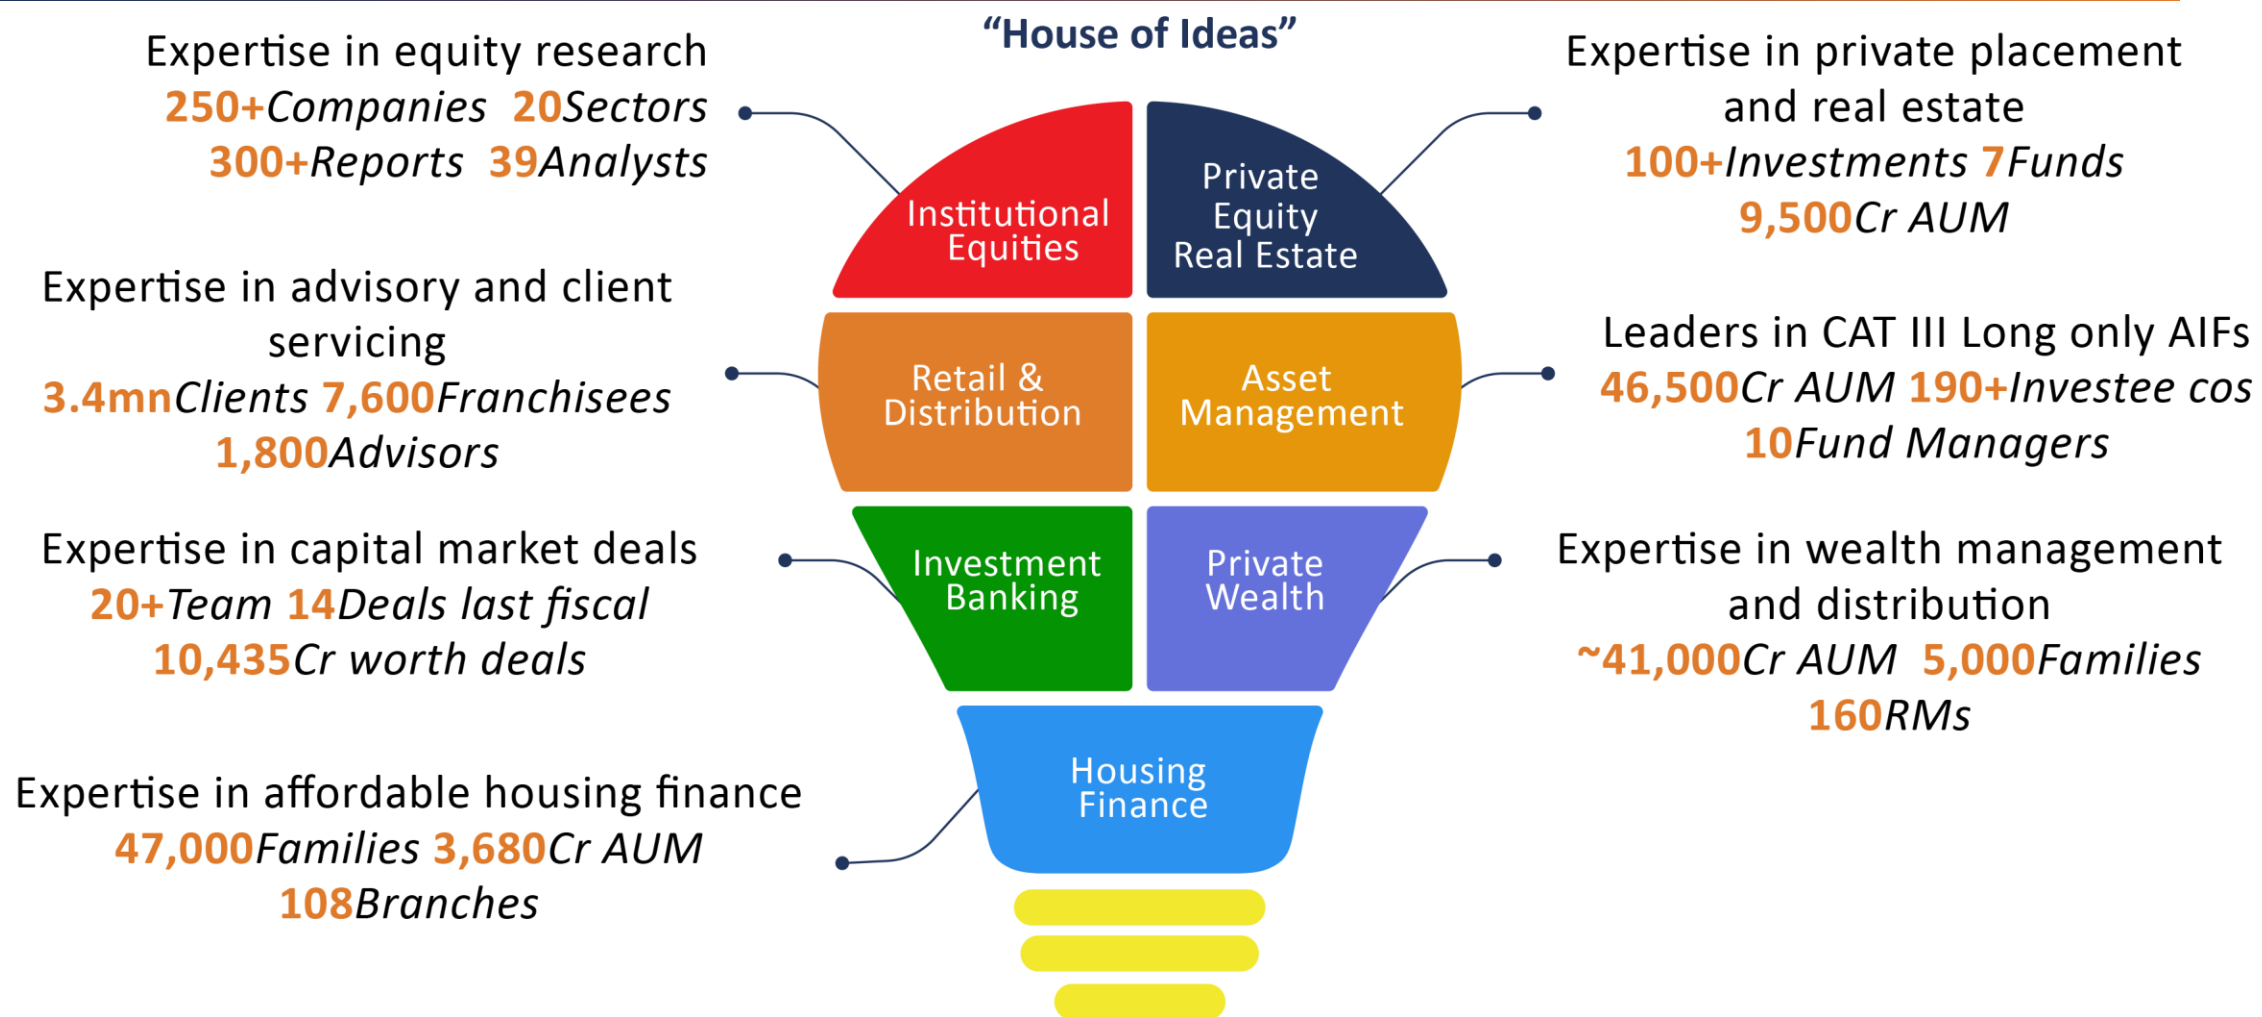 “House of Ideas”
Expertise in equity research
250+Companies 20Sectors
300+Reports 39Analysts
Expertise in advisory and client
servicing
3.4mnClients 7,600Franchisees
1,800Advisors
Expertise in capital market deals
20+Team 14Deals last fiscal
10,435Cr worth deals
Expertise in affordable housing finance
47,000Families 3,680Cr AUM
108Branches
Institutional
Equities
Private
Equity
Real Estate
Retail &
Distribution
Asset
Management
Investment
Banking
Private
Wealth
Housing
Finance
Expertise in private placement
and real estate
100+Investments 7Funds
9,500Cr AUM
Leaders in CAT III Long only AIFs
46,500Cr AUM 190+Investee cos
10Fund Managers
Expertise in wealth management
and distribution
~41,000Cr AUM 5,000Families
160RMs